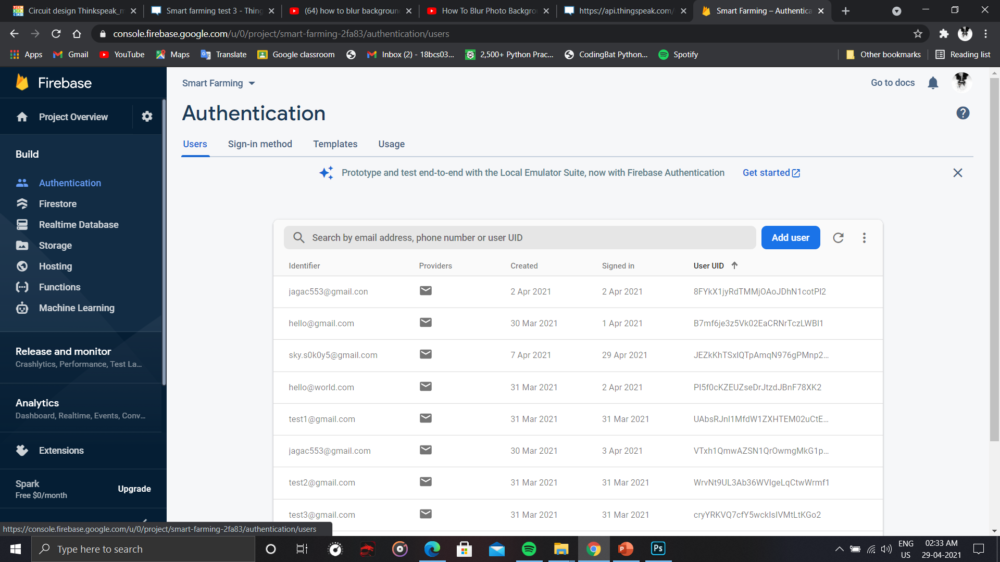 Circuit design Thinkspeak_m
Smart farming test 3 - Thing
(64) how to blur background
How To Blur Photo Backgro
https://api.thingspeak.com/
Smart Farming – Authentica
console.firebase.google.com/u/0/project/smart-farming-2fa83/authentication/users
Apps
Gmail
YouTube
Maps
Translate
Google classroom
Inbox (2) - 18bcs03...
2,500+ Python Prac...
CodingBat Python...
Spotify
Other bookmarks
Reading list
Firebase
Project Overview
Build
Authentication
Firestore
Realtime Database
Storage
Hosting
Functions
Machine Learning
Release and monitor
Crashlytics, Performance, Test La...
Analytics
Dashboard, Realtime, Events, Conv...
Extensions
Spark
Free $0/month
Upgrade
Smart Farming
Go to docs
Authentication
Users Sign-in method Templates Usage
Prototype and test end-to-end with the Local Emulator Suite, now with Firebase Authentication Get started
Search by email address, phone number or user UID
Add user
Identifier Providers Created Signed in User UID
jagac553@gmail.con 2 Apr 2021 2 Apr 2021 8FYkX1jyRdTMMjOAoJDhN1cotPl2
hello@gmail.com 30 Mar 2021 1 Apr 2021 B7mf6je3z5Vk02EaCRNrTczLWBl1
sky.s0k0y5@gmail.com 7 Apr 2021 29 Apr 2021 JEZkKhTSxlQTpAmqN976gPMnp2...
hello@world.com 31 Mar 2021 2 Apr 2021 Pl5f0cKZEUZseDrJtzdJBnF78XK2
test1@gmail.com 31 Mar 2021 31 Mar 2021 UAbsRJnI1MfdW1ZXHTEM02uCtE...
jagac553@gmail.com 30 Mar 2021 3 Apr 2021 VTxh1QmwAZSN1QrOwmgMkG1p...
test2@gmail.com 31 Mar 2021 31 Mar 2021 WrvNt9UL3Ab36WVIgeLqCtwWrmf1
test3@gmail.com 31 Mar 2021 31 Mar 2021 cryYRKVQ7cfY5wcklsIVMtLtKGo2
https://console.firebase.google.com/u/0/project/smart-farming-2fa83/authentication/users
Type here to search
Ps
ENG
US
02:33 AM
29-04-2021